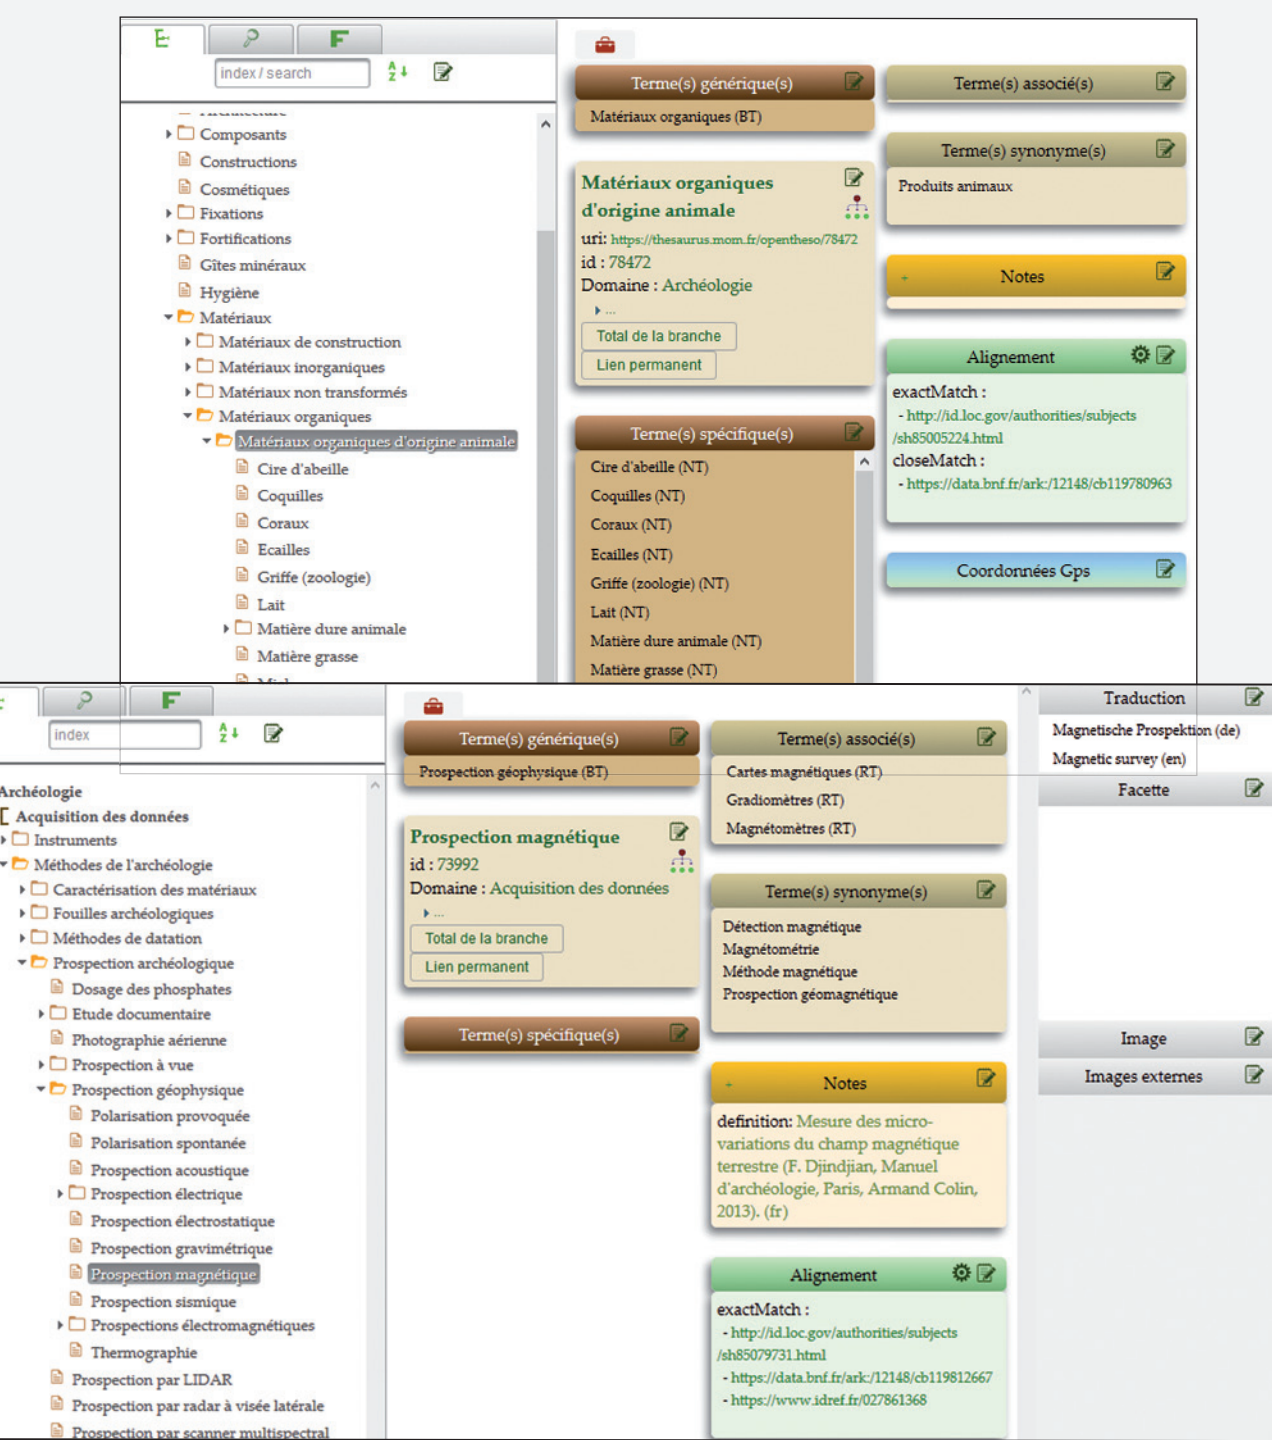 F
index / search
A
Z
Composants
Constructions
Cosmétiques
Fixations
Fortifications
Gîtes minéraux
Hygiène
Matériaux
Matériaux de construction
Matériaux inorganiques
Matériaux non transformés
Matériaux organiques
Matériaux organiques d'origine animale
Cire d'abeille
Coquilles
Coraux
Ecailles
Griffe (zoologie)
Lait
Matière dure animale
Matière grasse
Terme(s) générique(s)
Matériaux organiques (BT)
Matériaux organiques
d'origine animale
uri: https://thesaurus.mom.fr/opentheso/78472
id : 78472
Domaine : Archéologie
...
Total de la branche
Lien permanent
Terme(s) spécifique(s)
Cire d'abeille (NT)
Coquilles (NT)
Coraux (NT)
Ecailles (NT)
Griffe (zoologie) (NT)
Lait (NT)
Matière dure animale (NT)
Matière grasse (NT)
Terme(s) associé(s)
Terme(s) synonyme(s)
Produits animaux
+ Notes
Alignement
exactMatch :
- http://id.loc.gov/authorities/subjects
/sh85005224.html
closeMatch :
- https://data.bnf.fr/ark:/12148/cb119780963
Coordonnées Gps
F
index
A
Z
Archéologie
Acquisition des données
Instruments
Méthodes de l'archéologie
Caractérisation des matériaux
Fouilles archéologiques
Méthodes de datation
Prospection archéologique
Dosage des phosphates
Etude documentaire
Photographie aérienne
Prospection à vue
Prospection géophysique
Polarisation provoquée
Polarisation spontanée
Prospection acoustique
Prospection électrique
Prospection électrostatique
Prospection gravimétrique
Prospection magnétique
Prospection sismique
Prospections électromagnétiques
Thermographie
Prospection par LIDAR
Prospection par radar à visée latérale
Prospection par scanner multispectral
Terme(s) générique(s)
Prospection géophysique (BT)
Prospection magnétique
id : 73992
Domaine : Acquisition des données
...
Total de la branche
Lien permanent
Terme(s) spécifique(s)
Terme(s) associé(s)
Cartes magnétiques (RT)
Gradiomètres (RT)
Magnétomètres (RT)
Terme(s) synonyme(s)
Détection magnétique
Magnétométrie
Méthode magnétique
Prospection géomagnétique
+ Notes
definition: Mesure des micro-
variations du champ magnétique
terrestre (F. Djindjian, Manuel
d'archéologie, Paris, Armand Colin,
2013). (fr)
Alignement
exactMatch :
- http://id.loc.gov/authorities/subjects
/sh85079731.html
- https://data.bnf.fr/ark:/12148/cb119812667
- https://www.idref.fr/027861368
Traduction
Magnetische Prospektion (de)
Magnetic survey (en)
Facette
Image
Images externes